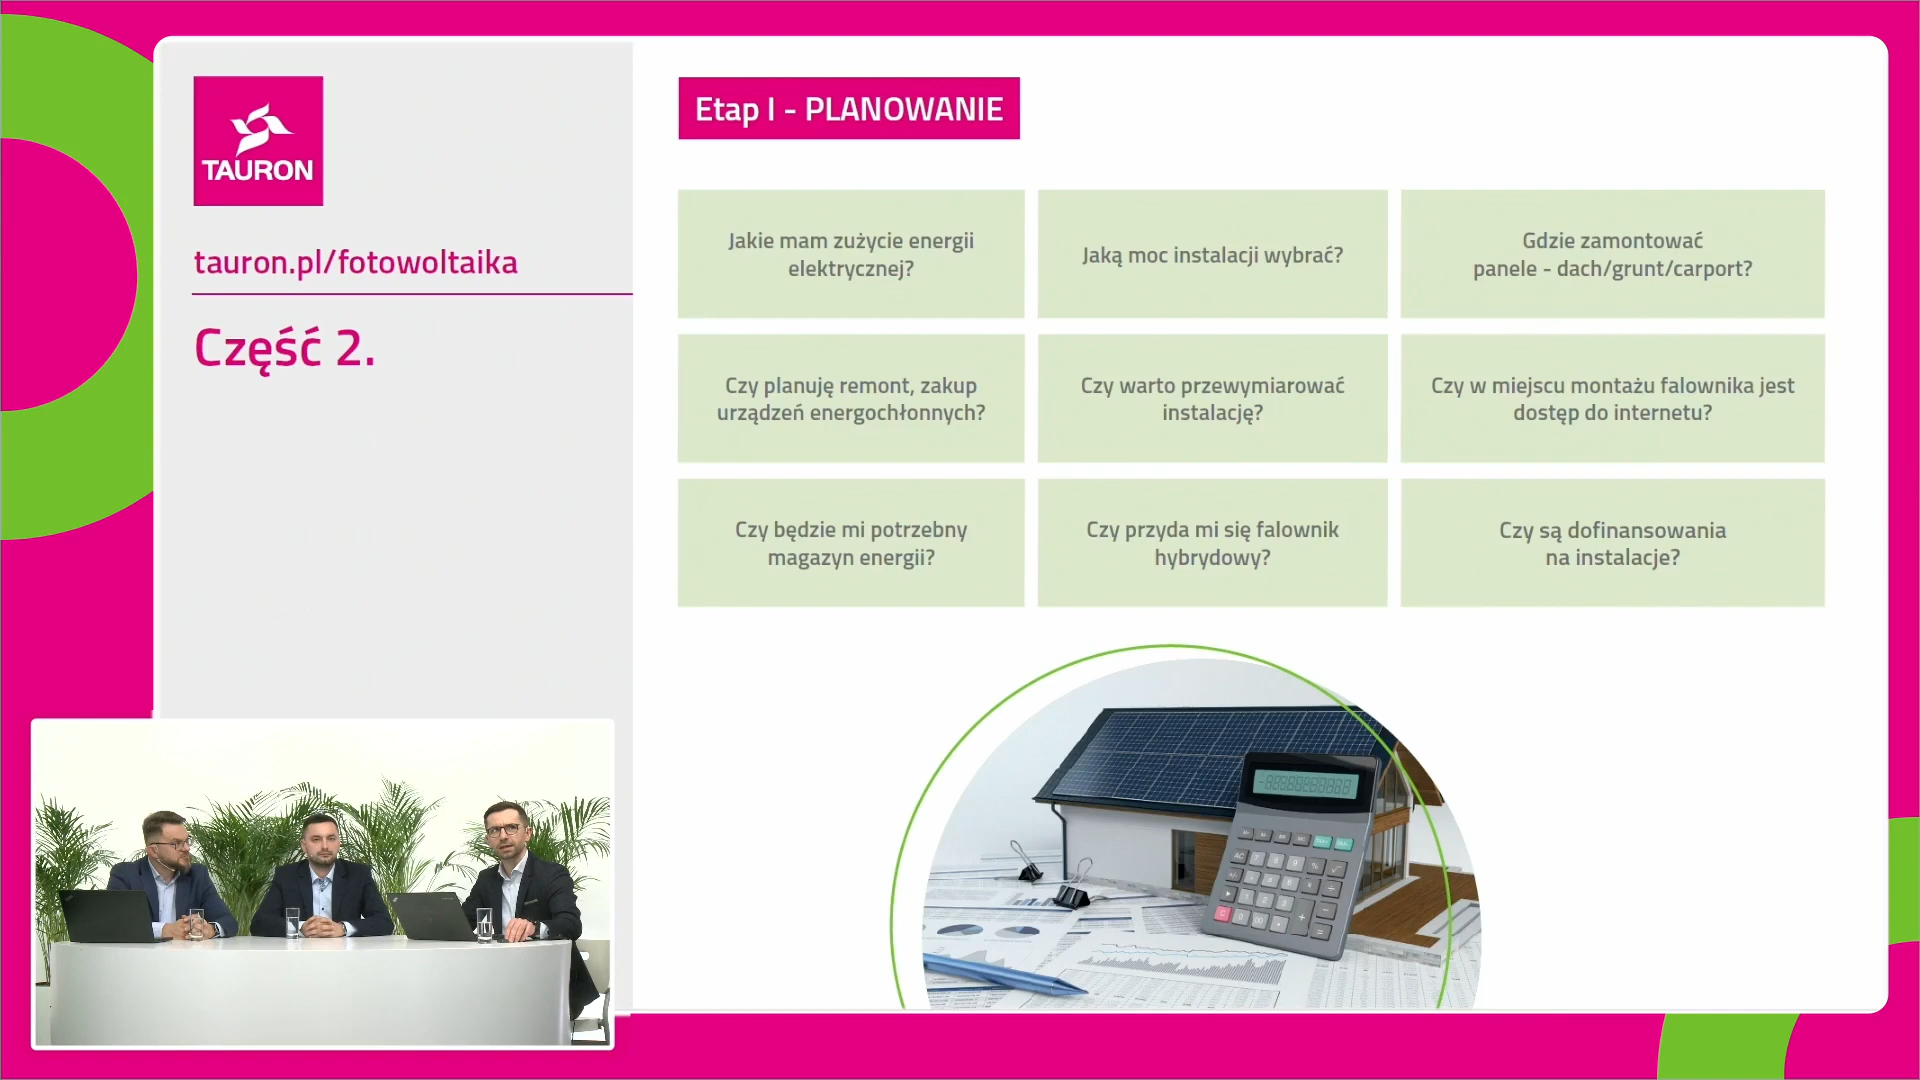 TAURON
tauron.pl/fotowoltaika
Część 2.
Etap I - PLANOWANIE
Jakie mam zużycie energii
elektrycznej?
Jaką moc instalacji wybrać?
Gdzie zamontować
panele - dach/grunt/carport?
Czy planuję remont, zakup
urządzeń energochłonnych?
Czy warto przewymiarować
instalację?
Czy w miejscu montażu falownika jest
dostęp do internetu?
Czy będzie mi potrzebny
magazyn energii?
Czy przyda mi się falownik
hybrydowy?
Czy są dofinansowania
na instalacje?